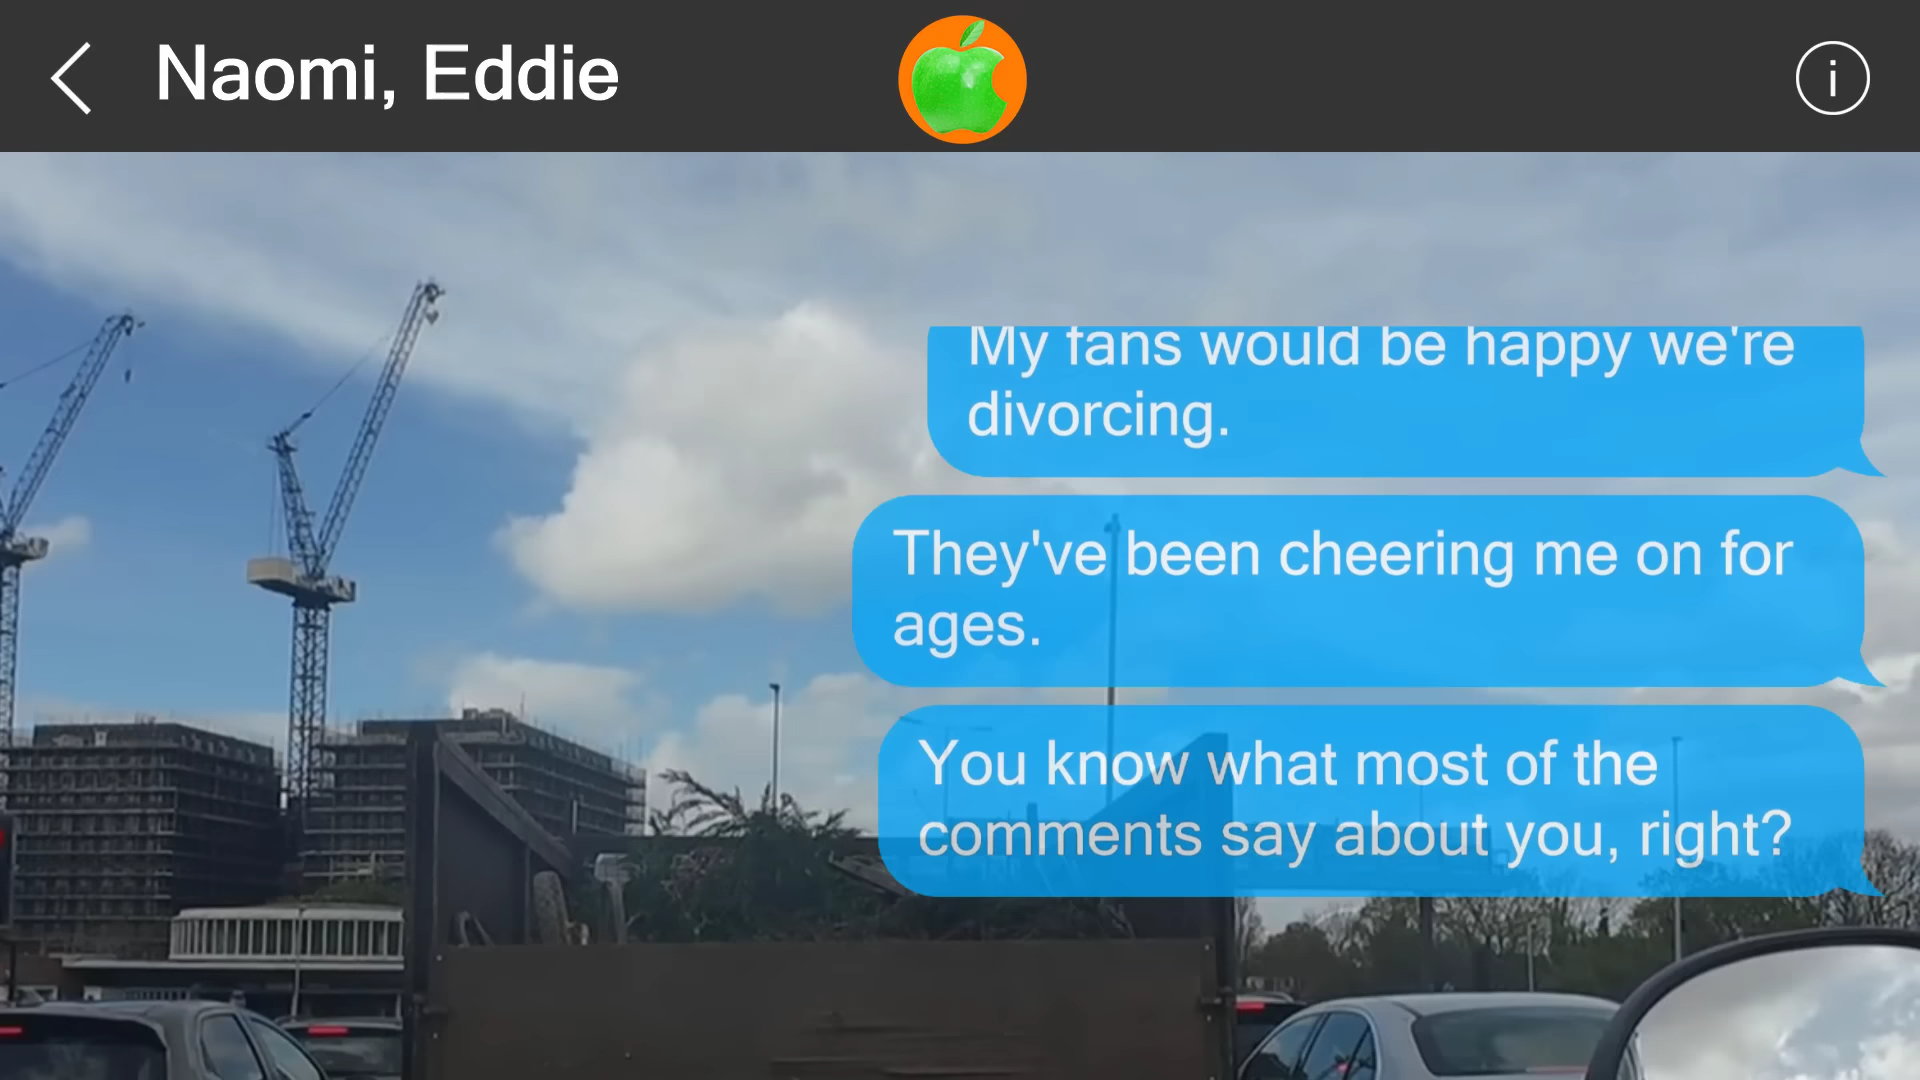 Naomi, Eddie
i
My fans would be happy we're
divorcing.
They've been cheering me on for
ages.
You know what most of the
comments say about you, right?